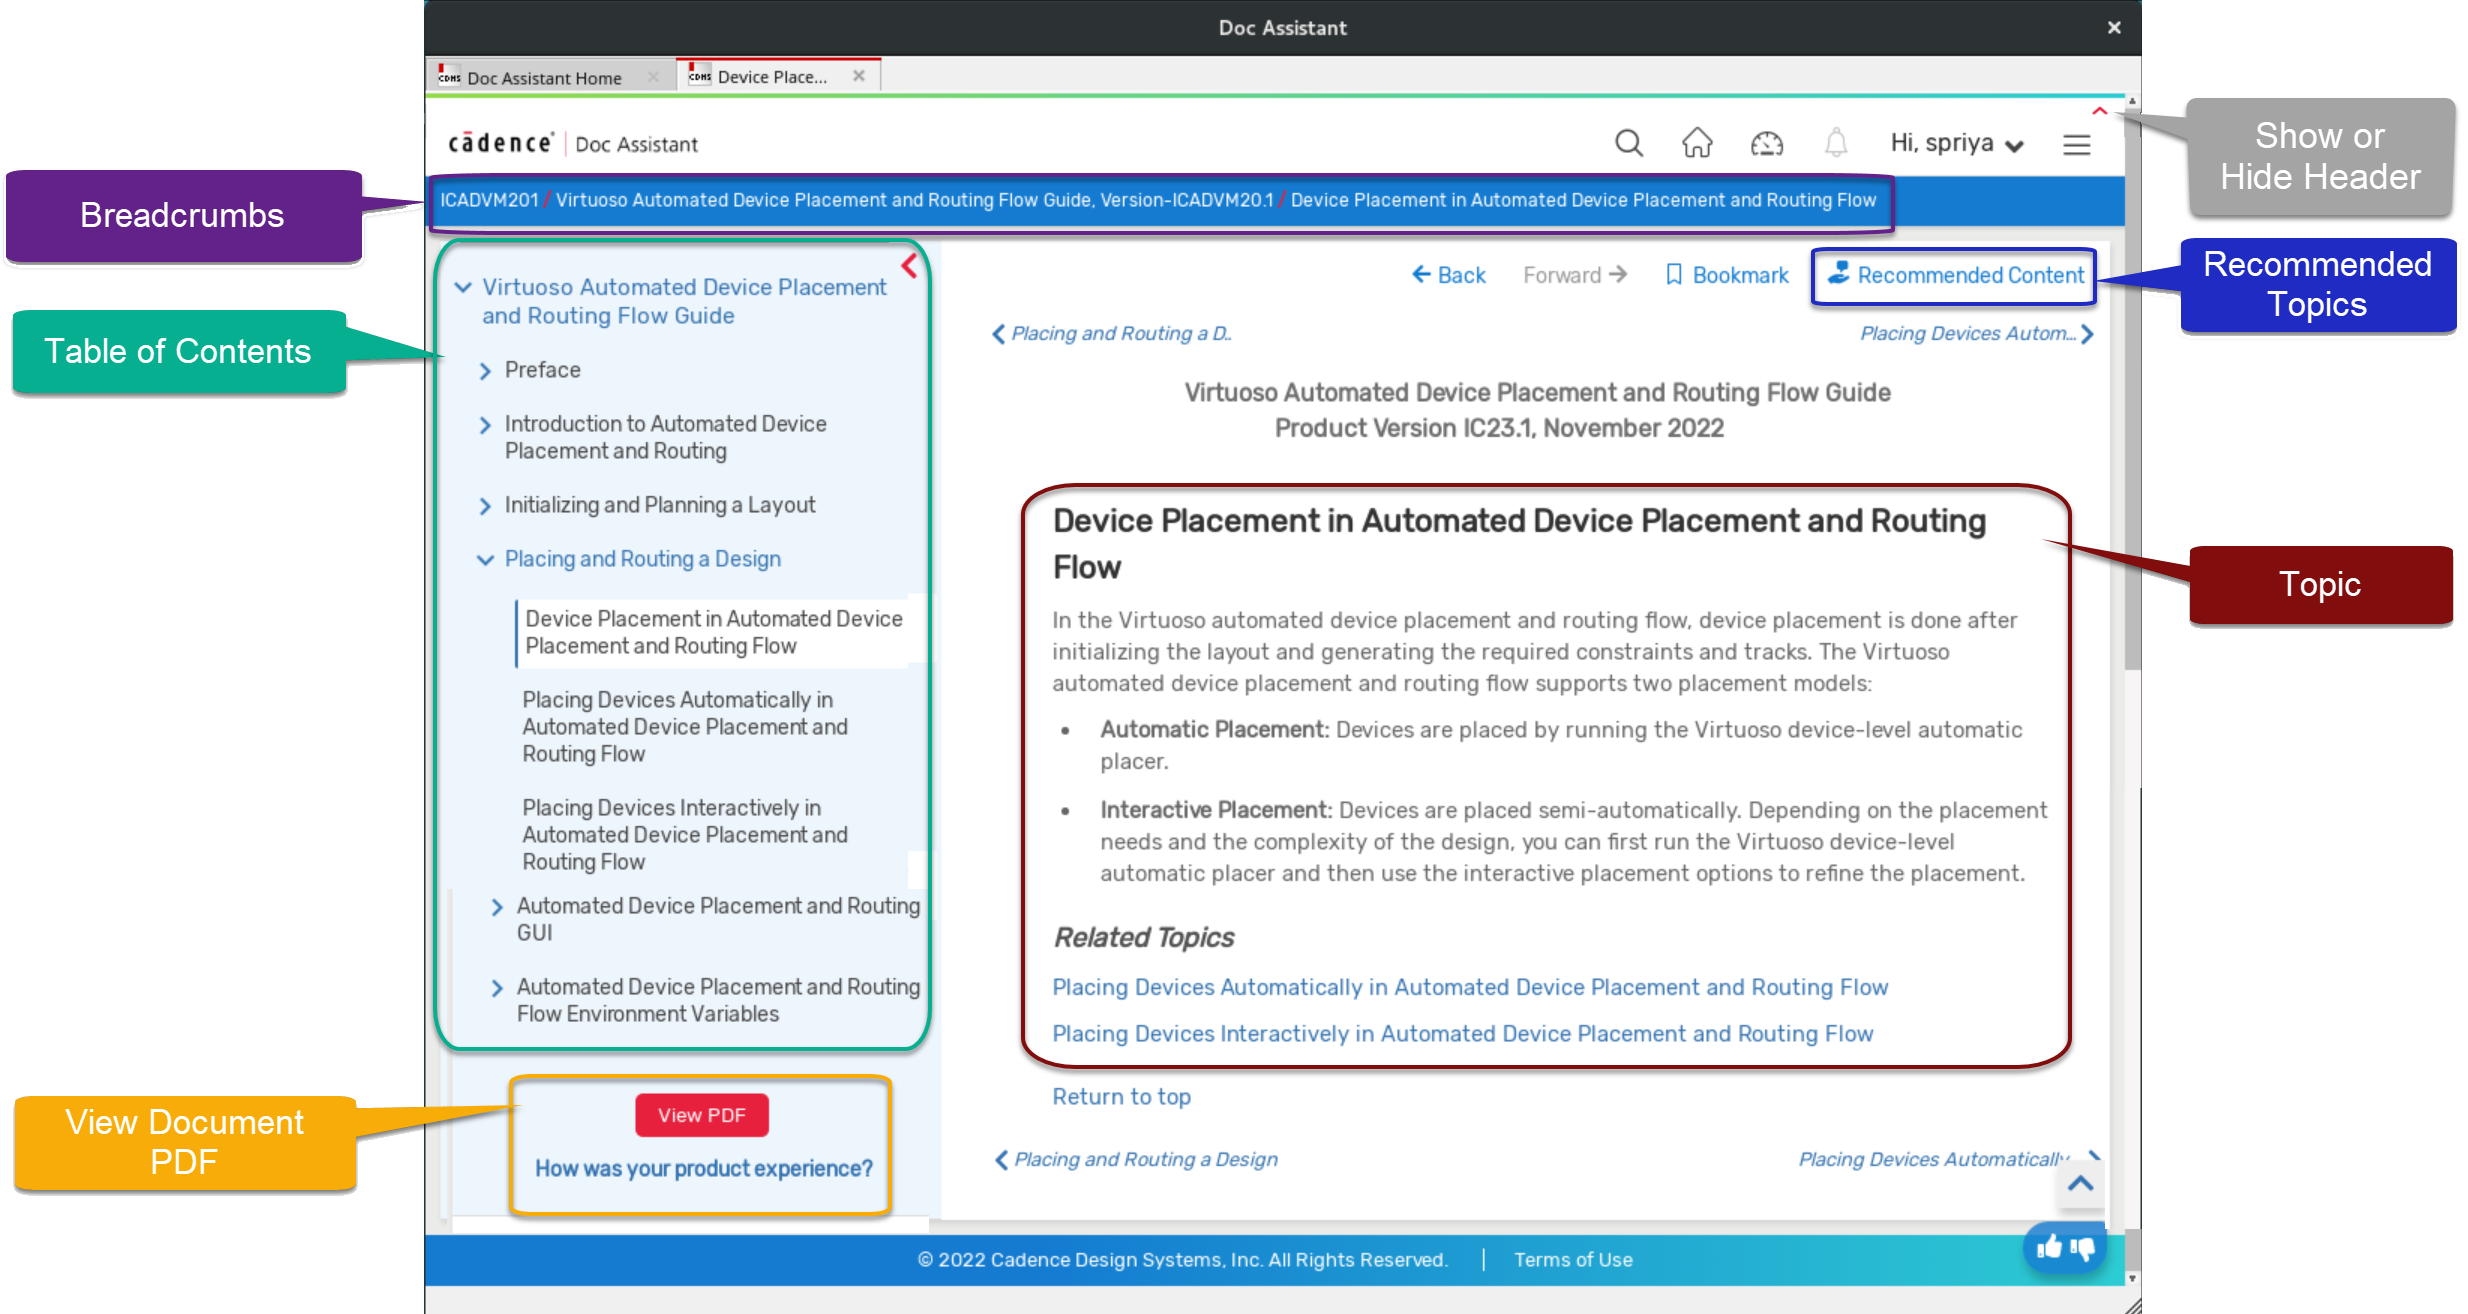 Doc Assistant
CDMS Doc Assistant Home
CDMS Device Place...
cādence® Doc Assistant
Hi, spriya
Show or
Hide Header
Breadcrumbs
ICADVM201 / Virtuoso Automated Device Placement and Routing Flow Guide, Version-ICADVM20.1 / Device Placement in Automated Device Placement and Routing Flow
Table of Contents
Virtuoso Automated Device Placement
and Routing Flow Guide
Preface
Introduction to Automated Device
Placement and Routing
Initializing and Planning a Layout
Placing and Routing a Design
Device Placement in Automated Device
Placement and Routing Flow
Placing Devices Automatically in
Automated Device Placement and
Routing Flow
Placing Devices Interactively in
Automated Device Placement and
Routing Flow
Automated Device Placement and Routing
GUI
Automated Device Placement and Routing
Flow Environment Variables
View Document
PDF
View PDF
How was your product experience?
Back Forward Bookmark Recommended Content
Recommended
Topics
Placing and Routing a D..
Placing Devices Autom...
Virtuoso Automated Device Placement and Routing Flow Guide
Product Version IC23.1, November 2022
Topic
Device Placement in Automated Device Placement and Routing
Flow
In the Virtuoso automated device placement and routing flow, device placement is done after
initializing the layout and generating the required constraints and tracks. The Virtuoso
automated device placement and routing flow supports two placement models:
• Automatic Placement: Devices are placed by running the Virtuoso device-level automatic
placer.
• Interactive Placement: Devices are placed semi-automatically. Depending on the placement
needs and the complexity of the design, you can first run the Virtuoso device-level
automatic placer and then use the interactive placement options to refine the placement.
Related Topics
Placing Devices Automatically in Automated Device Placement and Routing Flow
Placing Devices Interactively in Automated Device Placement and Routing Flow
Return to top
Placing and Routing a Design
Placing Devices Automatically
© 2022 Cadence Design Systems, Inc. All Rights Reserved. | Terms of Use